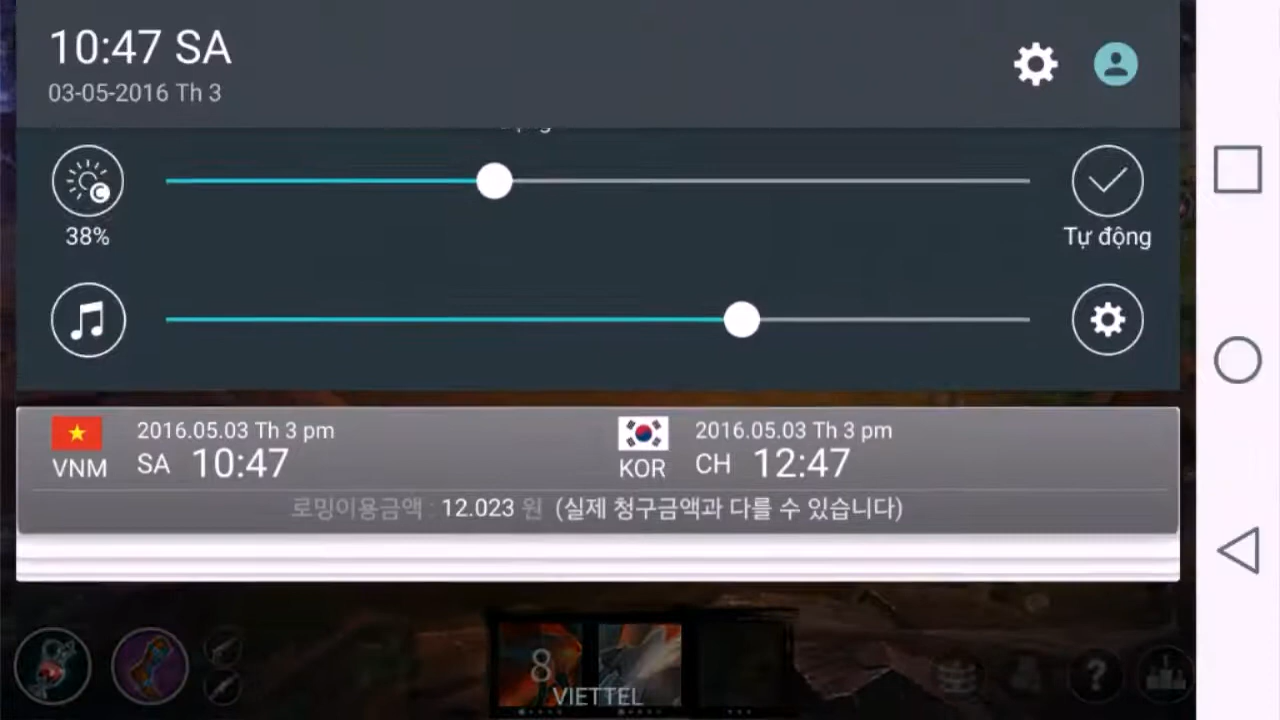 10:47 SA
03-05-2016 Th 3
38%
Tự động
VNM
2016.05.03 Th 3 pm
SA 10:47
KOR
2016.05.03 Th 3 pm
CH 12:47
로밍이용금액 : 12.023 원 (실제 청구금액과 다를 수 있습니다)
8
VIETTEL
?